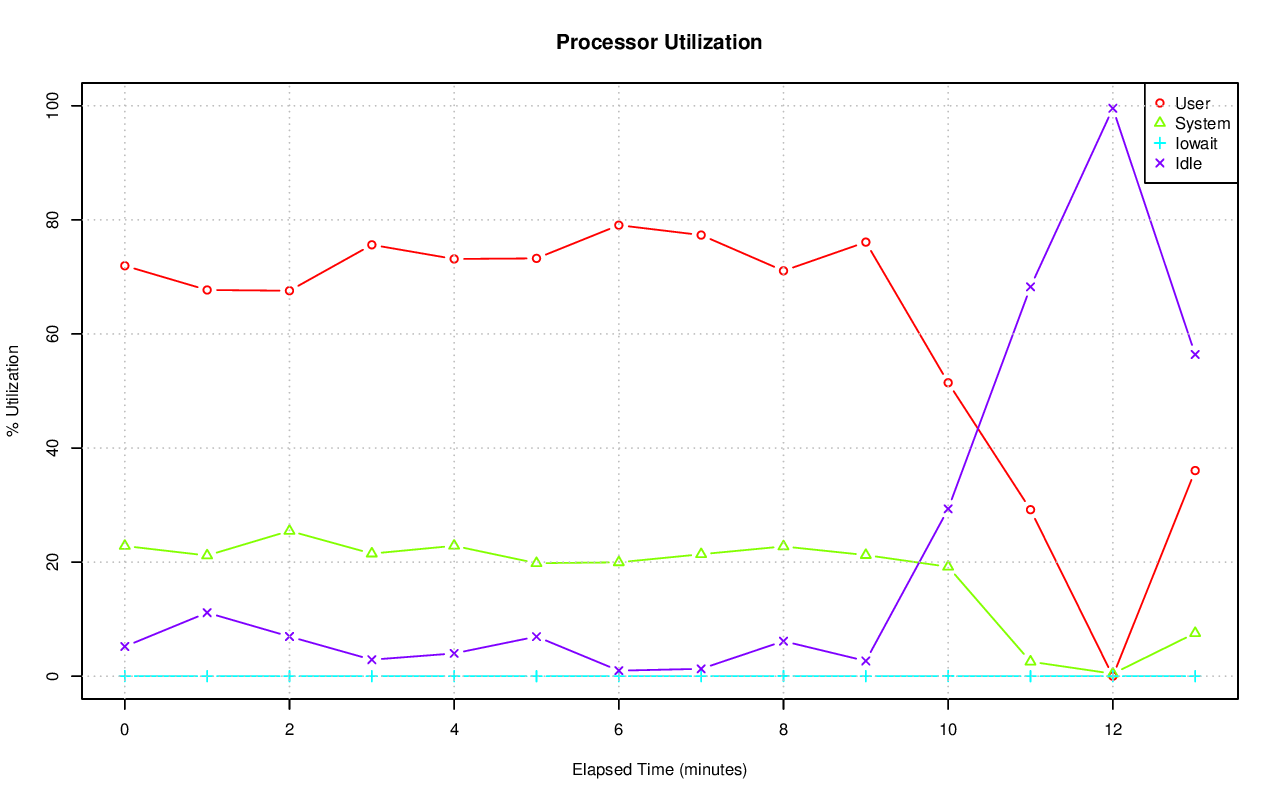 Processor Utilization
User
System
Iowait
Idle
% Utilization
100
80
60
40
20
0
0 2 4 6 8 10 12
Elapsed Time (minutes)